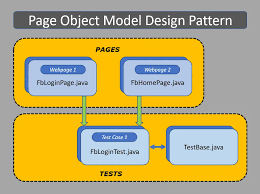 Page Object Model Design Pattern
PAGES
Webpage 1
FbLoginPage.java
Webpage 2
FbHomePage.java
Test Case 1
FbLoginTest.java
TestBase.java
TESTS